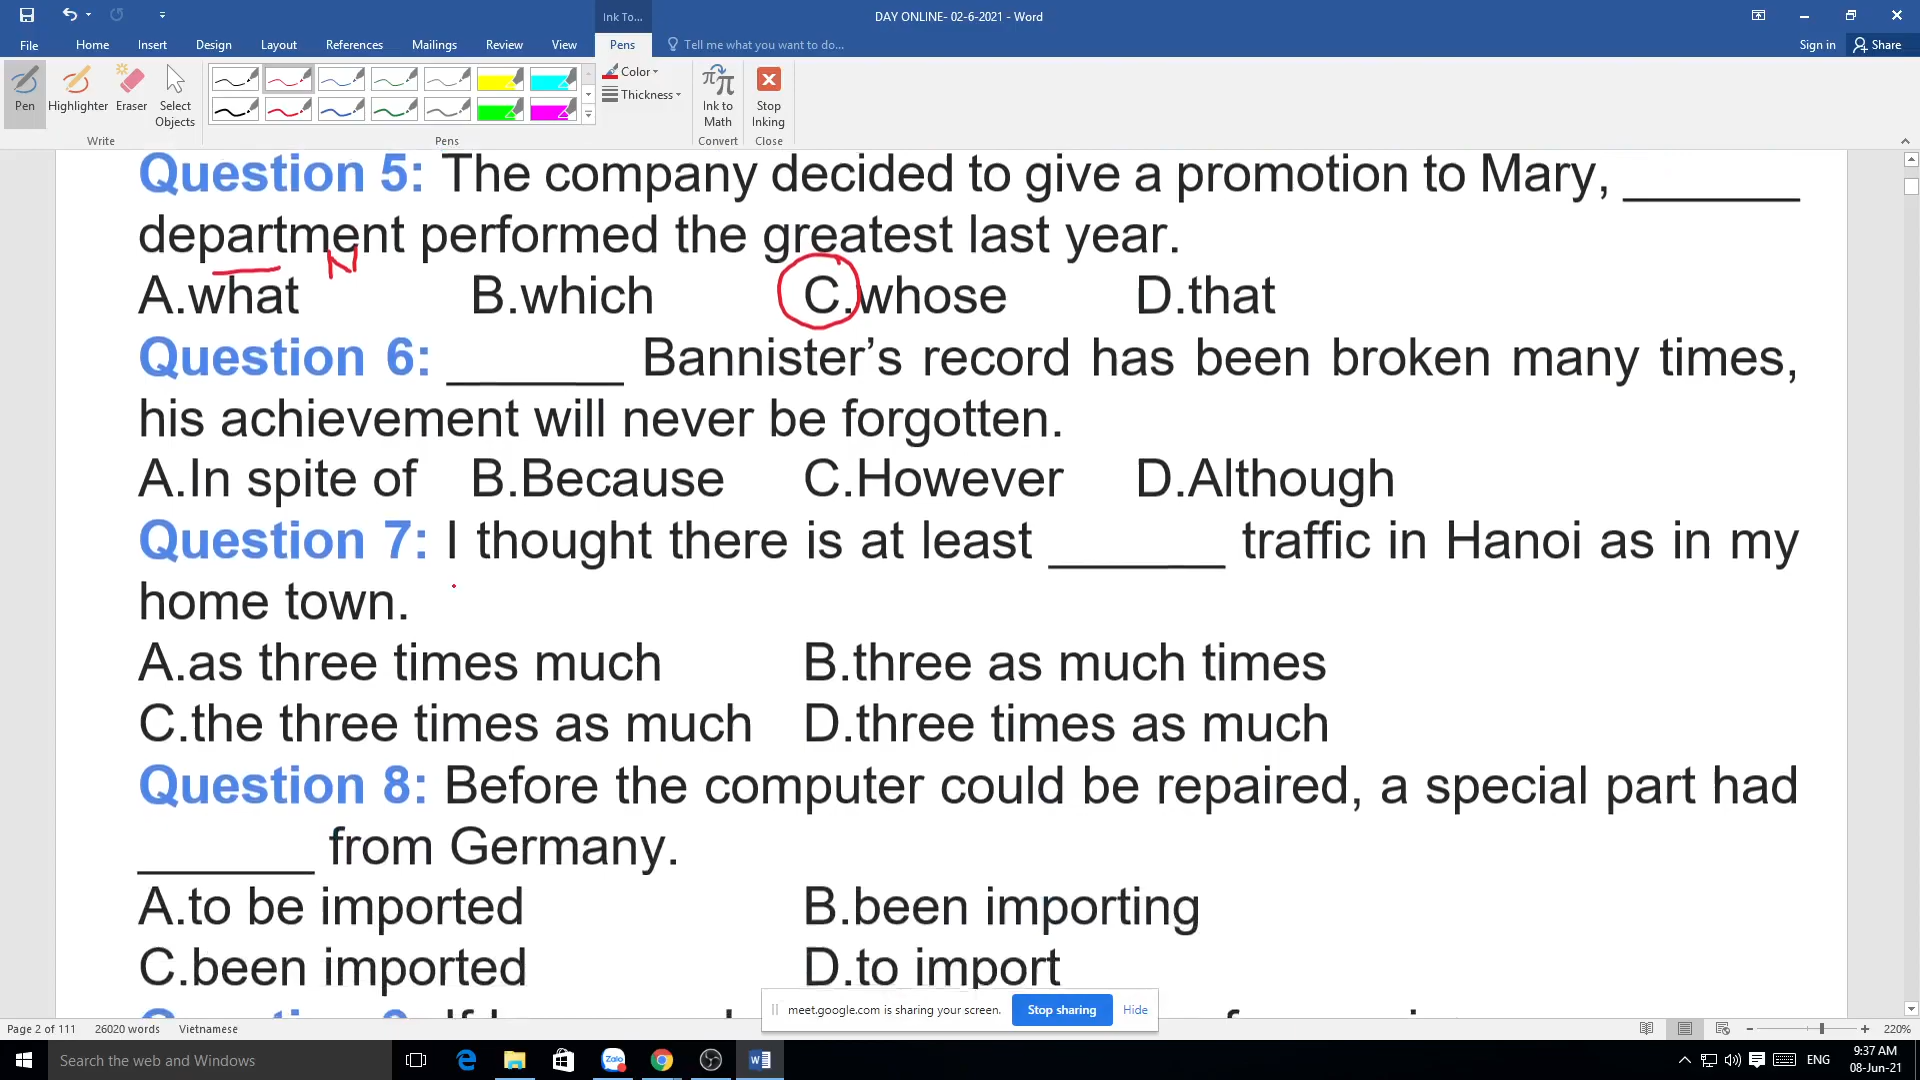 Ink To...
DAY ONLINE- 02-6-2021 - Word
File Home Insert Design Layout References Mailings Review View Pens Tell me what you want to do... Sign in Share
Pen Highlighter Eraser Select Objects
Color
Thickness
Ink to Math
Stop Inking
Write Pens Convert Close
Question 5: The company decided to give a promotion to Mary, _______
department performed the greatest last year.
N
A.what B.which C.whose D.that
Question 6: _______ Bannister’s record has been broken many times,
his achievement will never be forgotten.
A.In spite of B.Because C.However D.Although
Question 7: I thought there is at least _______ traffic in Hanoi as in my
home town.
A.as three times much B.three as much times
C.the three times as much D.three times as much
Question 8: Before the computer could be repaired, a special part had
_______ from Germany.
A.to be imported B.been importing
C.been imported D.to import
meet.google.com is sharing your screen. Stop sharing Hide
Page 2 of 111 26020 words Vietnamese 220%
Search the web and Windows
Zalo
ENG
9:37 AM
08-Jun-21